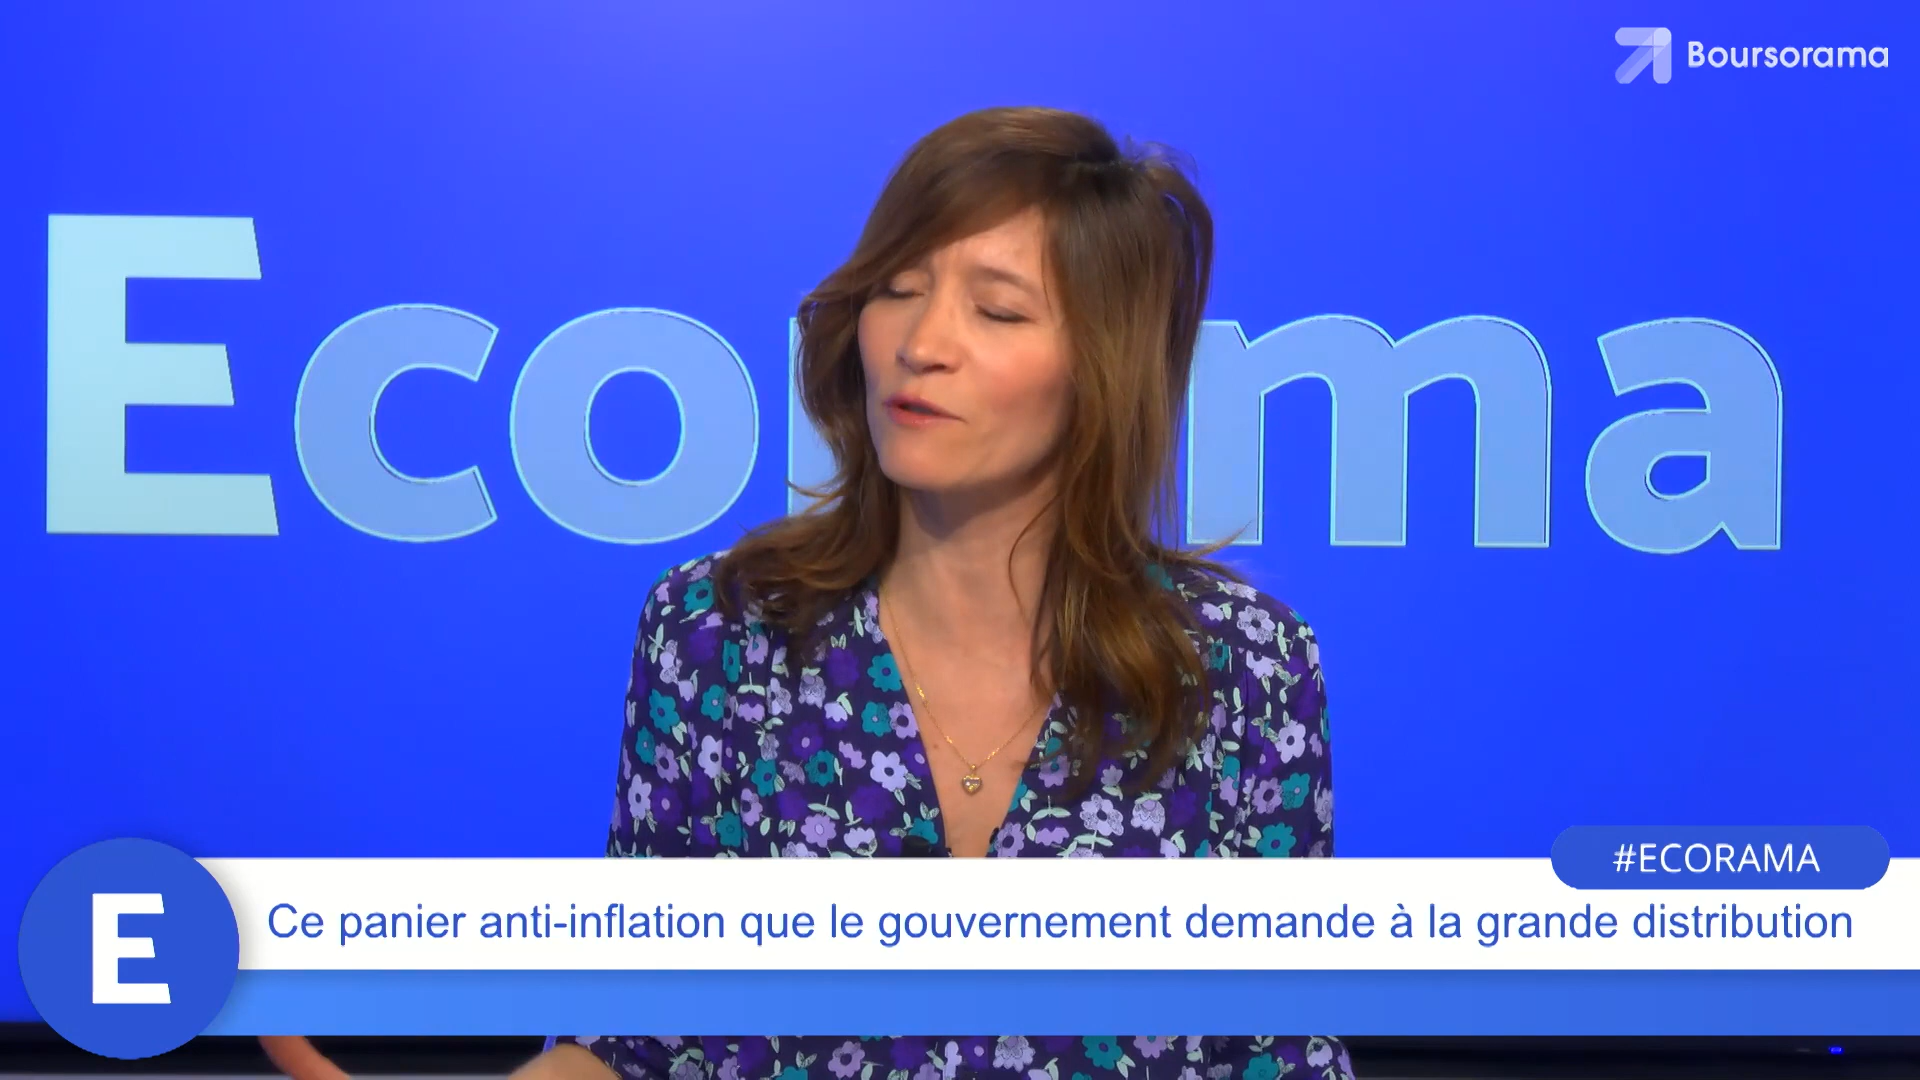 Boursorama
Eco ma
#ECORAMA
E
Ce panier anti-inflation que le gouvernement demande à la grande distribution